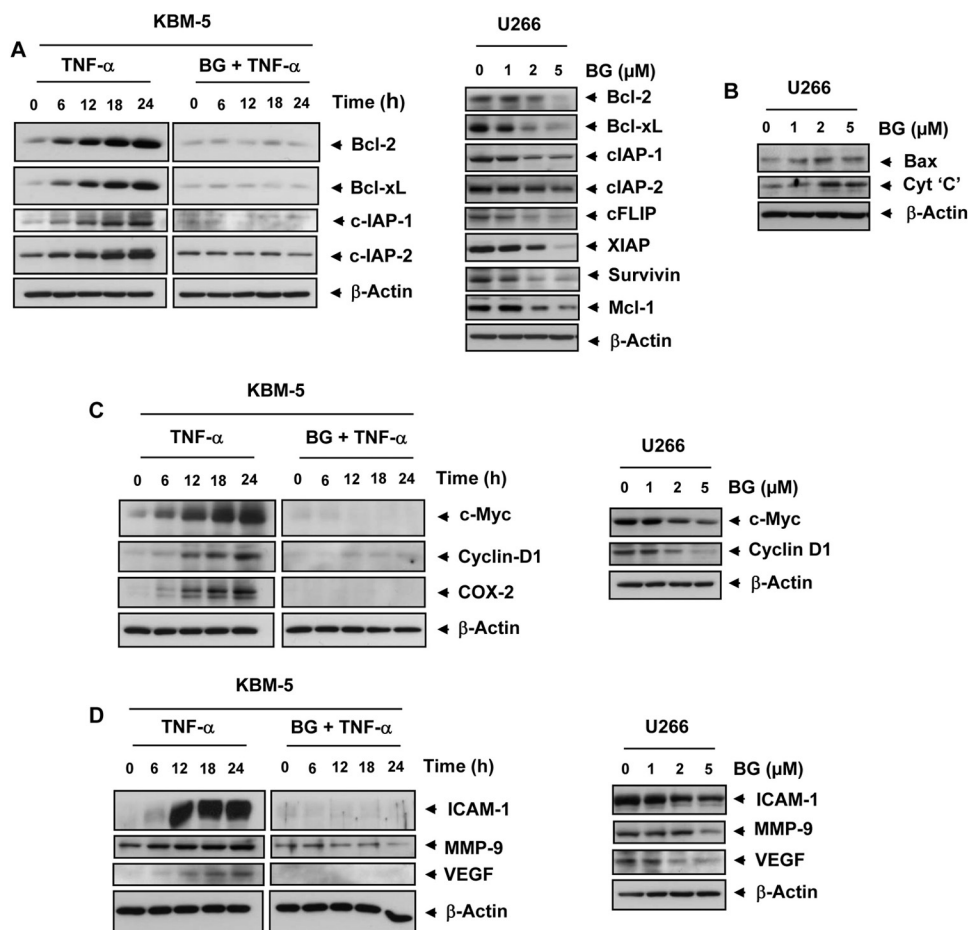 KBM-5
A
TNF-α
BG + TNF-α
0 6 12 18 24
0 6 12 18 24
Time (h)
Bcl-2
Bcl-xL
c-IAP-1
c-IAP-2
β-Actin
U266
0 1 2 5
BG (µM)
Bcl-2
Bcl-xL
cIAP-1
cIAP-2
cFLIP
XIAP
Survivin
Mcl-1
β-Actin
B
U266
0 1 2 5
BG (µM)
Bax
Cyt ‘C’
β-Actin
KBM-5
C
TNF-α
BG + TNF-α
0 6 12 18 24
0 6 12 18 24
Time (h)
c-Myc
Cyclin-D1
COX-2
β-Actin
U266
0 1 2 5
BG (µM)
c-Myc
Cyclin D1
β-Actin
KBM-5
D
TNF-α
BG + TNF-α
0 6 12 18 24
0 6 12 18 24
Time (h)
ICAM-1
MMP-9
VEGF
β-Actin
U266
0 1 2 5
BG (µM)
ICAM-1
MMP-9
VEGF
β-Actin